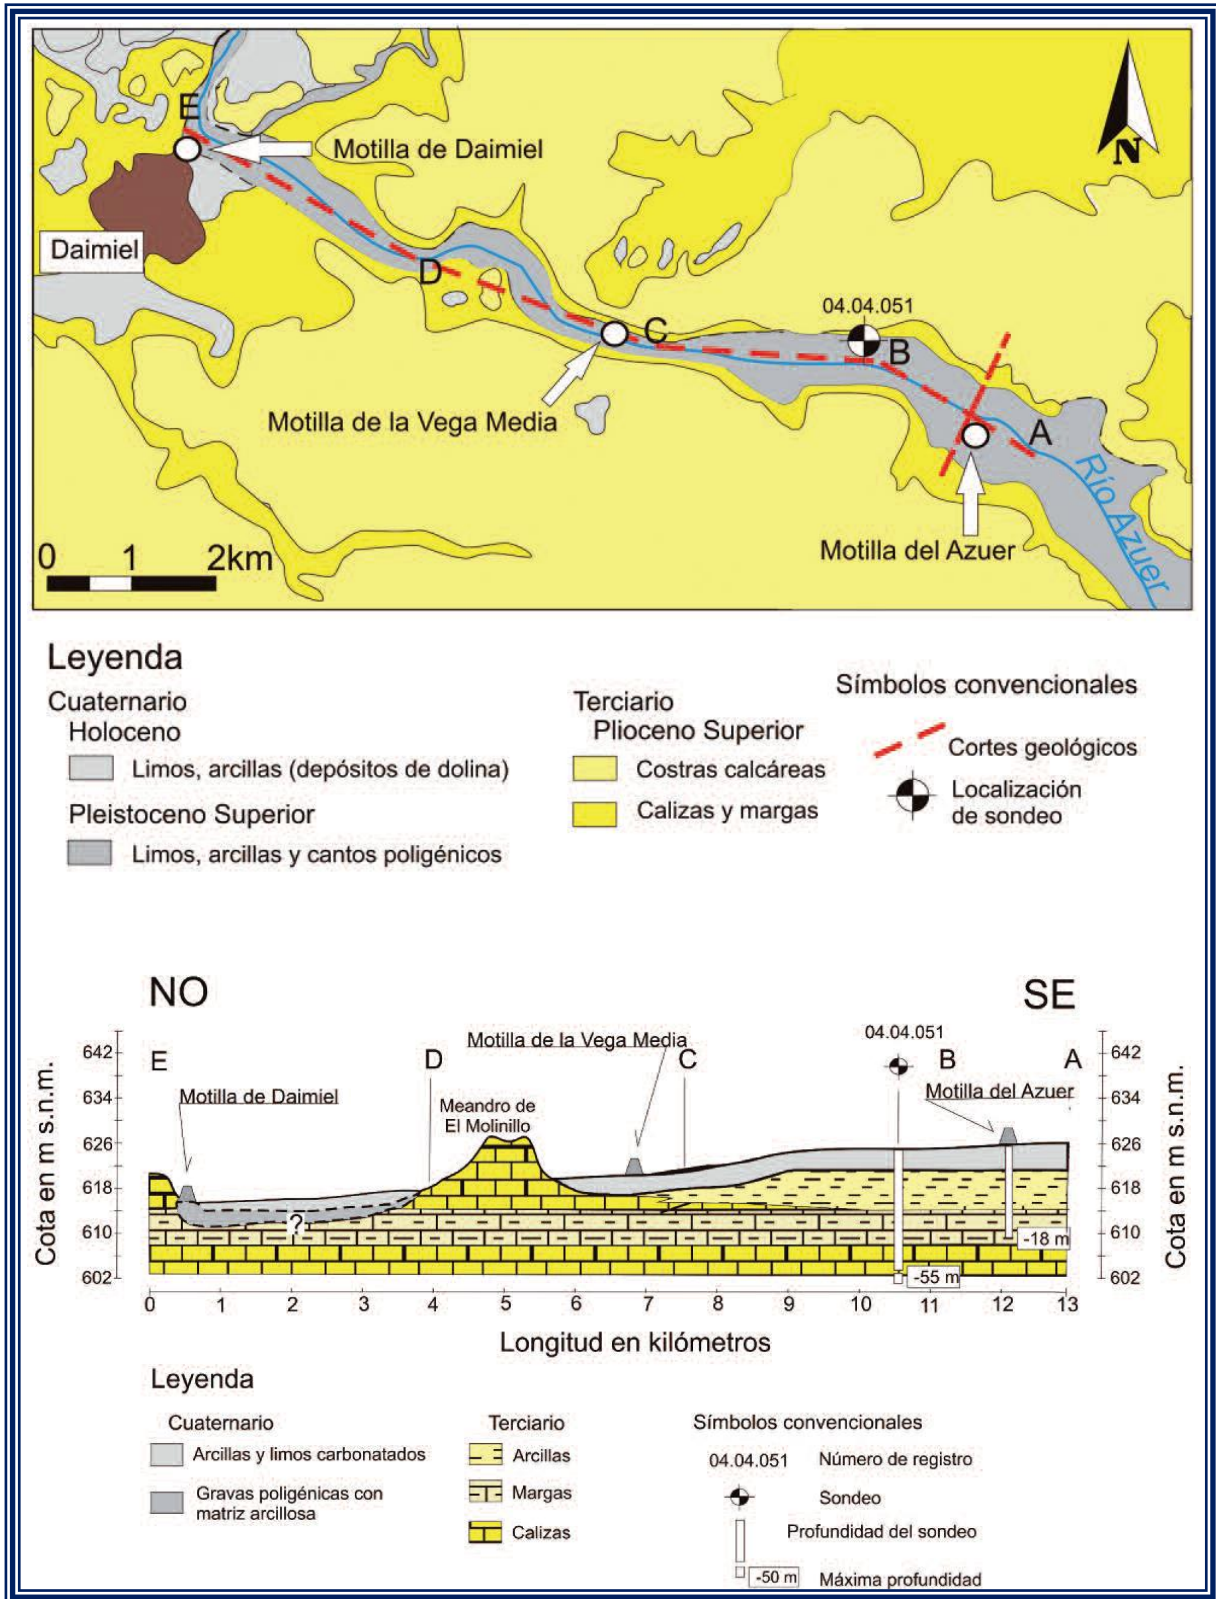 E
Motilla de Daimiel
N
Daimiel
D
04.04.051
C
B
Motilla de la Vega Media
A
Río Azuer
Motilla del Azuer
0 1 2km
Leyenda
Cuaternario
Holoceno
Limos, arcillas (depósitos de dolina)
Pleistoceno Superior
Limos, arcillas y cantos poligénicos
Terciario
Plioceno Superior
Costras calcáreas
Calizas y margas
Símbolos convencionales
Cortes geológicos
Localización
de sondeo
NO
SE
Cota en m s.n.m.
642
634
626
618
610
602
E
Motilla de Daimiel
D
Meandro de
El Molinillo
Motilla de la Vega Media
C
04.04.051
B
A
Motilla del Azuer
?
-18 m
-55 m
642
634
626
618
610
602
Cota en m s.n.m.
0 1 2 3 4 5 6 7 8 9 10 11 12 13
Longitud en kilómetros
Leyenda
Cuaternario
Arcillas y limos carbonatados
Gravas poligénicas con
matriz arcillosa
Terciario
Arcillas
Margas
Calizas
Símbolos convencionales
04.04.051 Número de registro
Sondeo
Profundidad del sondeo
-50 m Máxima profundidad